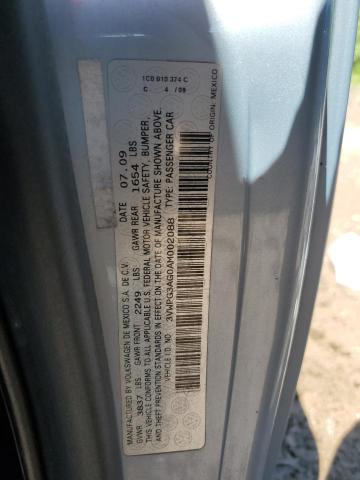 1C0 010 374 C
C 4 /09
MANUFACTURED BY VOLKSWAGEN DE MEXICO S.A. DE C.V. DATE 07.09
GVWR 3837 LBS GAWR FRONT 2249 LBS GAWR REAR 1654 LBS
THIS VEHICLE CONFORMS TO ALL APPLICABLE U.S. FEDERAL MOTOR VEHICLE SAFETY, BUMPER,
AND THEFT PREVENTION STANDARDS IN EFFECT ON THE DATE OF MANUFACTURE SHOWN ABOVE.
VEHICLE I.D. NO.: 3VWPG3AG0AM002088 TYPE: PASSENGER CAR
COUNTRY OF ORIGIN: MEXICO